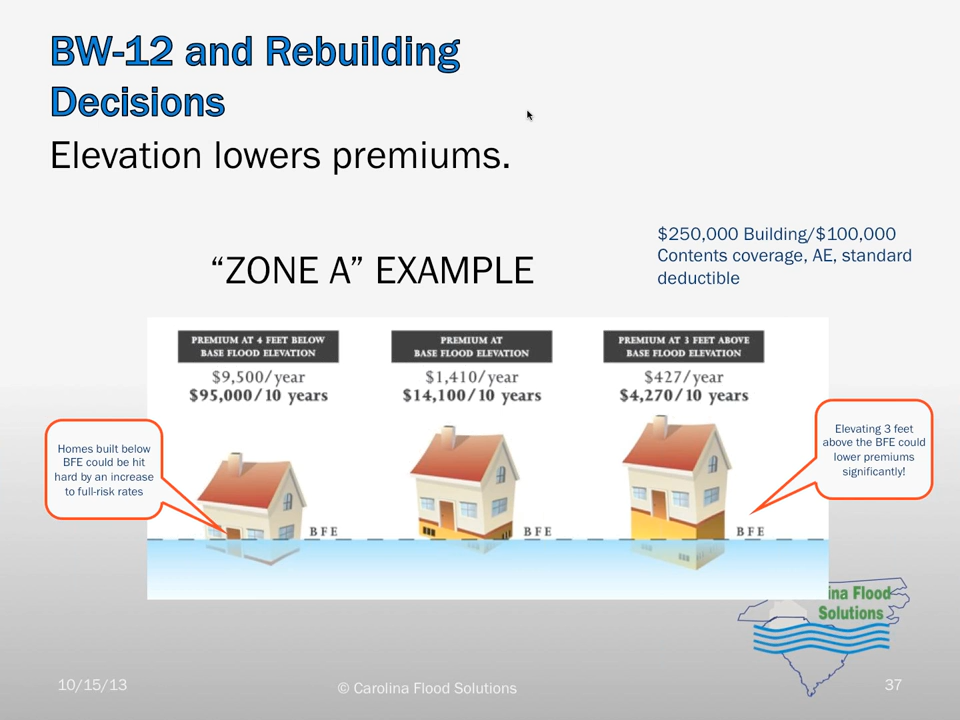 BW-12 and Rebuilding
Decisions
Elevation lowers premiums.
$250,000 Building/$100,000
Contents coverage, AE, standard
deductible
“ZONE A” EXAMPLE
PREMIUM AT 4 FEET BELOW
BASE FLOOD ELEVATION
$9,500/year
$95,000/10 years
PREMIUM AT
BASE FLOOD ELEVATION
$1,410/year
$14,100/10 years
PREMIUM AT 3 FEET ABOVE
BASE FLOOD ELEVATION
$427/year
$4,270/10 years
Homes built below
BFE could be hit
hard by an increase
to full-risk rates
Elevating 3 feet
above the BFE could
lower premiums
significantly!
BFE
BFE
BFE
ina Flood
Solutions
10/15/13
© Carolina Flood Solutions
37